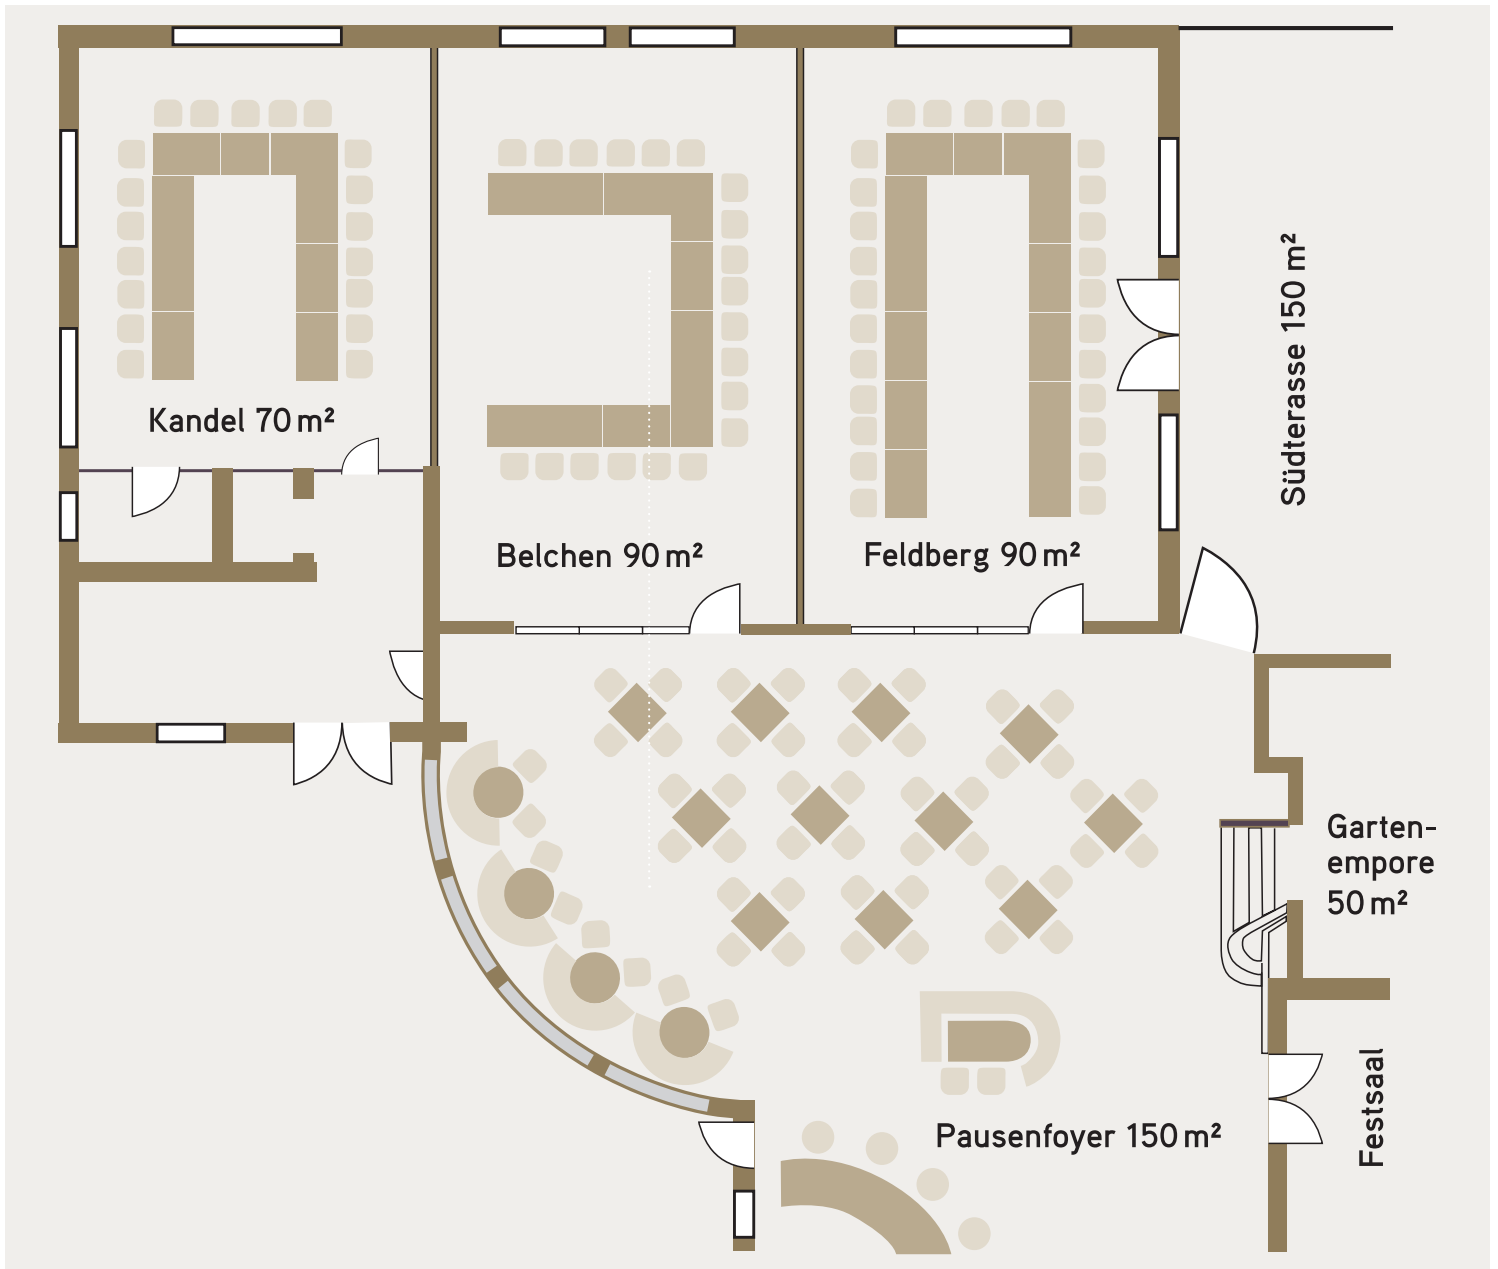 Kandel 70 m²
Belchen 90 m²
Feldberg 90 m²
Südterasse 150 m²
Garten-
empore
50 m²
Pausenfoyer 150 m²
Festsaal